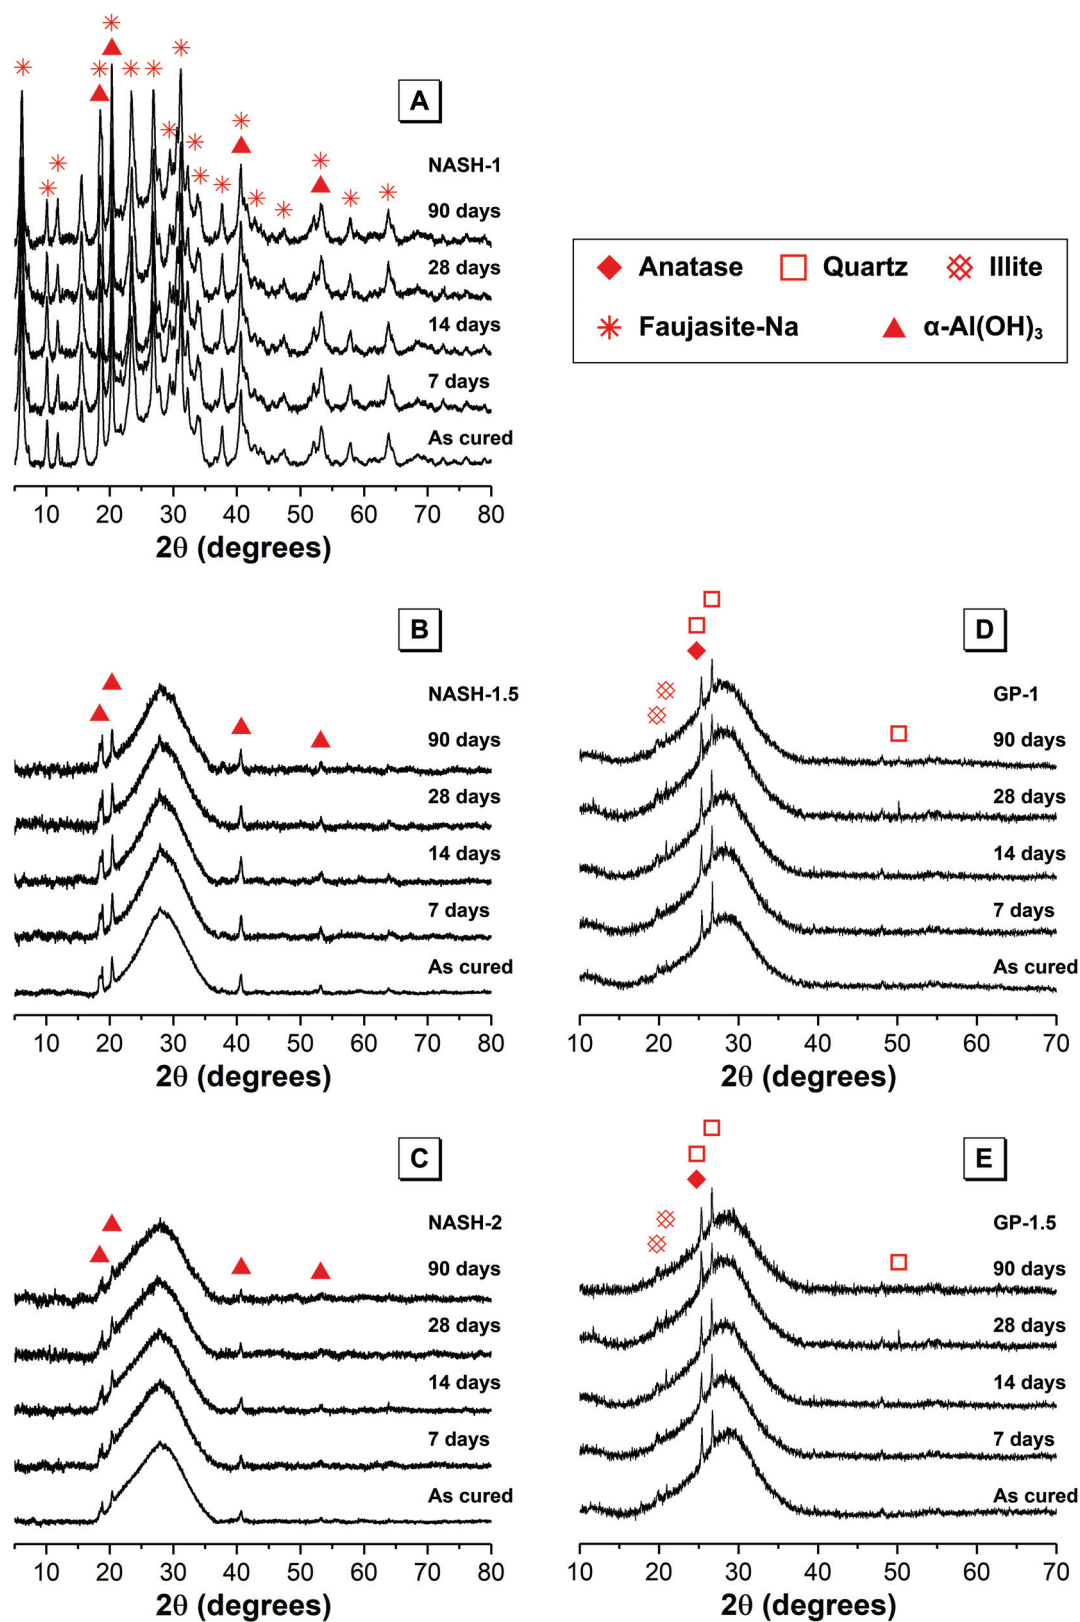 A
NASH-1
90 days
28 days
14 days
7 days
As cured
10 20 30 40 50 60 70 80
2θ (degrees)
Anatase Quartz Illite
Faujasite-Na α-Al(OH)₃
B
NASH-1.5
90 days
28 days
14 days
7 days
As cured
10 20 30 40 50 60 70 80
2θ (degrees)
D
GP-1
90 days
28 days
14 days
7 days
As cured
10 20 30 40 50 60 70
2θ (degrees)
C
NASH-2
90 days
28 days
14 days
7 days
As cured
10 20 30 40 50 60 70 80
2θ (degrees)
E
GP-1.5
90 days
28 days
14 days
7 days
As cured
10 20 30 40 50 60 70
2θ (degrees)